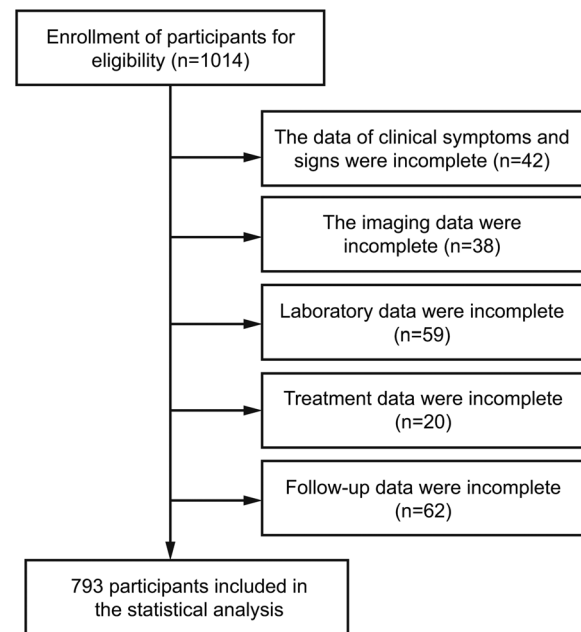 Enrollment of participants for
eligibility (n=1014)
The data of clinical symptoms and
signs were incomplete (n=42)
The imaging data were
incomplete (n=38)
Laboratory data were incomplete
(n=59)
Treatment data were incomplete
(n=20)
Follow-up data were incomplete
(n=62)
793 participants included in
the statistical analysis